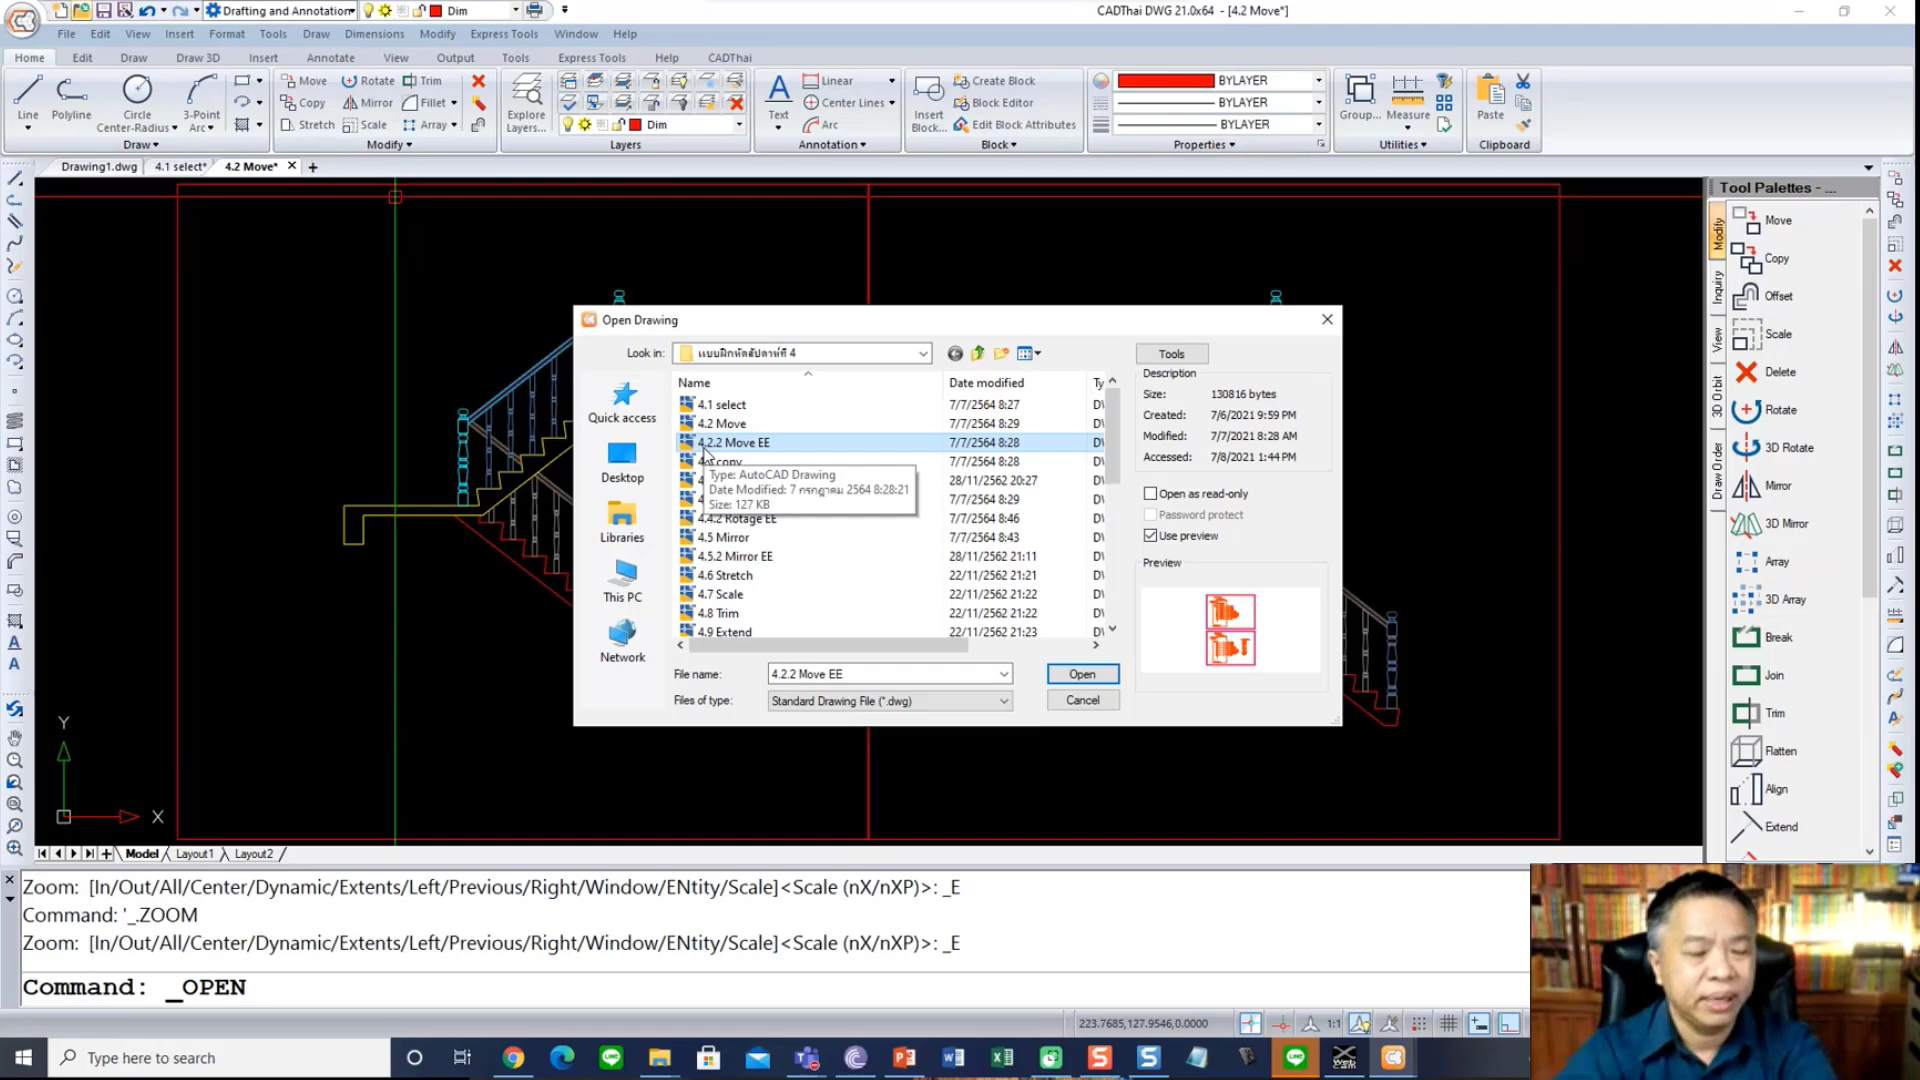 Drafting and Annotation
Dim
CADThai DWG 21.0x64 - [4.2 Move*]
File Edit View Insert Format Tools Draw Dimensions Modify Express Tools Window Help
Home Edit Draw Draw 3D Insert Annotate View Output Tools Express Tools Help CADThai
Line
Polyline
Circle
Center-Radius
3-Point
Arc
Draw
Move Rotate Trim
Copy Mirror Fillet
Stretch Scale Array
Modify
Explore
Layers...
Dim
Layers
Text
Linear
Center Lines
Arc
Annotation
Insert
Block...
Create Block
Block Editor
Edit Block Attributes
Block
BYLAYER
BYLAYER
BYLAYER
Properties
Group...
Measure
Utilities
Paste
Clipboard
Drawing1.dwg 4.1 select* 4.2 Move*
Tool Palettes - ...
Modify
Inquiry
View
3D Orbit
Draw Order
Move
Copy
Offset
Scale
Delete
Rotate
3D Rotate
Mirror
3D Mirror
Array
3D Array
Break
Join
Trim
Flatten
Align
Extend
Open Drawing
Look in: แบบฝึกหัดสัปดาห์ที่ 4
Tools
Quick access
Desktop
Libraries
This PC
Network
Name Date modified Ty
4.1 select 7/7/2564 8:27
4.2 Move 7/7/2564 8:29
4.2.2 Move EE 7/7/2564 8:28
copy 7/7/2564 8:28
28/11/2562 20:27
7/7/2564 8:29
4.4.2 Rotage EE 7/7/2564 8:46
4.5 Mirror 7/7/2564 8:43
4.5.2 Mirror EE 28/11/2562 21:11
4.6 Stretch 22/11/2562 21:21
4.7 Scale 22/11/2562 21:22
4.8 Trim 22/11/2562 21:22
4.9 Extend 22/11/2562 21:23
Type: AutoCAD Drawing
Date Modified: 7 กรกฎาคม 2564 8:28:21
Size: 127 KB
File name: 4.2.2 Move EE
Files of type: Standard Drawing File (*.dwg)
Open
Cancel
Description
Size: 130816 bytes
Created: 7/6/2021 9:59 PM
Modified: 7/7/2021 8:28 AM
Accessed: 7/8/2021 1:44 PM
Open as read-only
Password protect
Use preview
Preview
Y
X
Model Layout1 Layout2
Zoom: [In/Out/All/Center/Dynamic/Extents/Left/Previous/Right/Window/ENtity/Scale]<Scale (nX/nXP)>: _E
Command: '_.ZOOM
Zoom: [In/Out/All/Center/Dynamic/Extents/Left/Previous/Right/Window/ENtity/Scale]<Scale (nX/nXP)>: _E
Command: _OPEN
223.7685,127.9546,0.0000
1:1
Type here to search